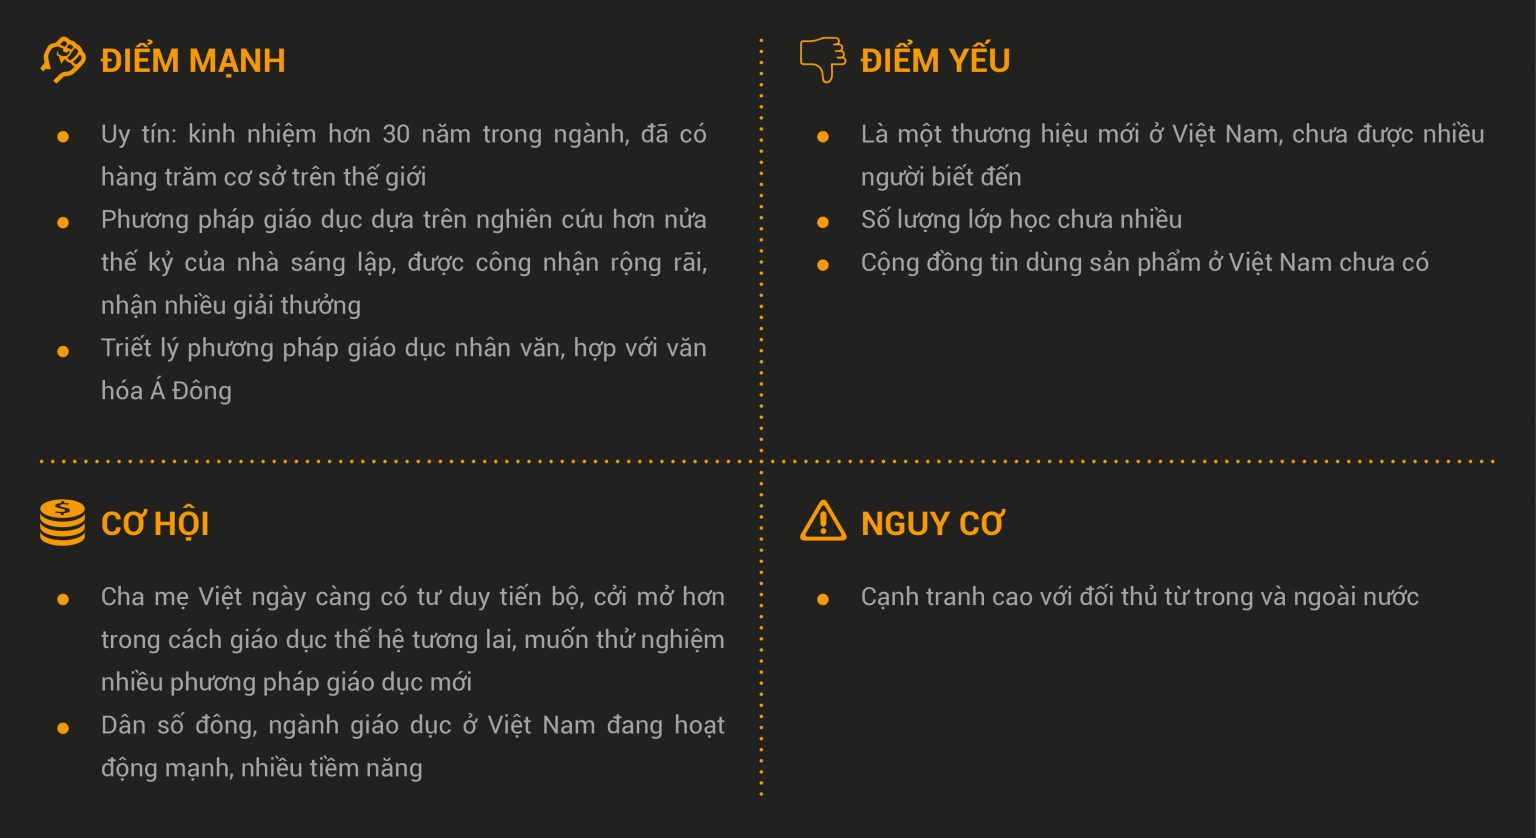 ĐIỂM MẠNH
Uy tín: kinh nhiệm hơn 30 năm trong ngành, đã có
hàng trăm cơ sở trên thế giới
Phương pháp giáo dục dựa trên nghiên cứu hơn nửa
thế kỷ của nhà sáng lập, được công nhận rộng rãi,
nhận nhiều giải thưởng
Triết lý phương pháp giáo dục nhân văn, hợp với văn
hóa Á Đông
ĐIỂM YẾU
Là một thương hiệu mới ở Việt Nam, chưa được nhiều
người biết đến
Số lượng lớp học chưa nhiều
Cộng đồng tin dùng sản phẩm ở Việt Nam chưa có
CƠ HỘI
Cha mẹ Việt ngày càng có tư duy tiến bộ, cởi mở hơn
trong cách giáo dục thế hệ tương lai, muốn thử nghiệm
nhiều phương pháp giáo dục mới
Dân số đông, ngành giáo dục ở Việt Nam đang hoạt
động mạnh, nhiều tiềm năng
NGUY CƠ
Cạnh tranh cao với đối thủ từ trong và ngoài nước